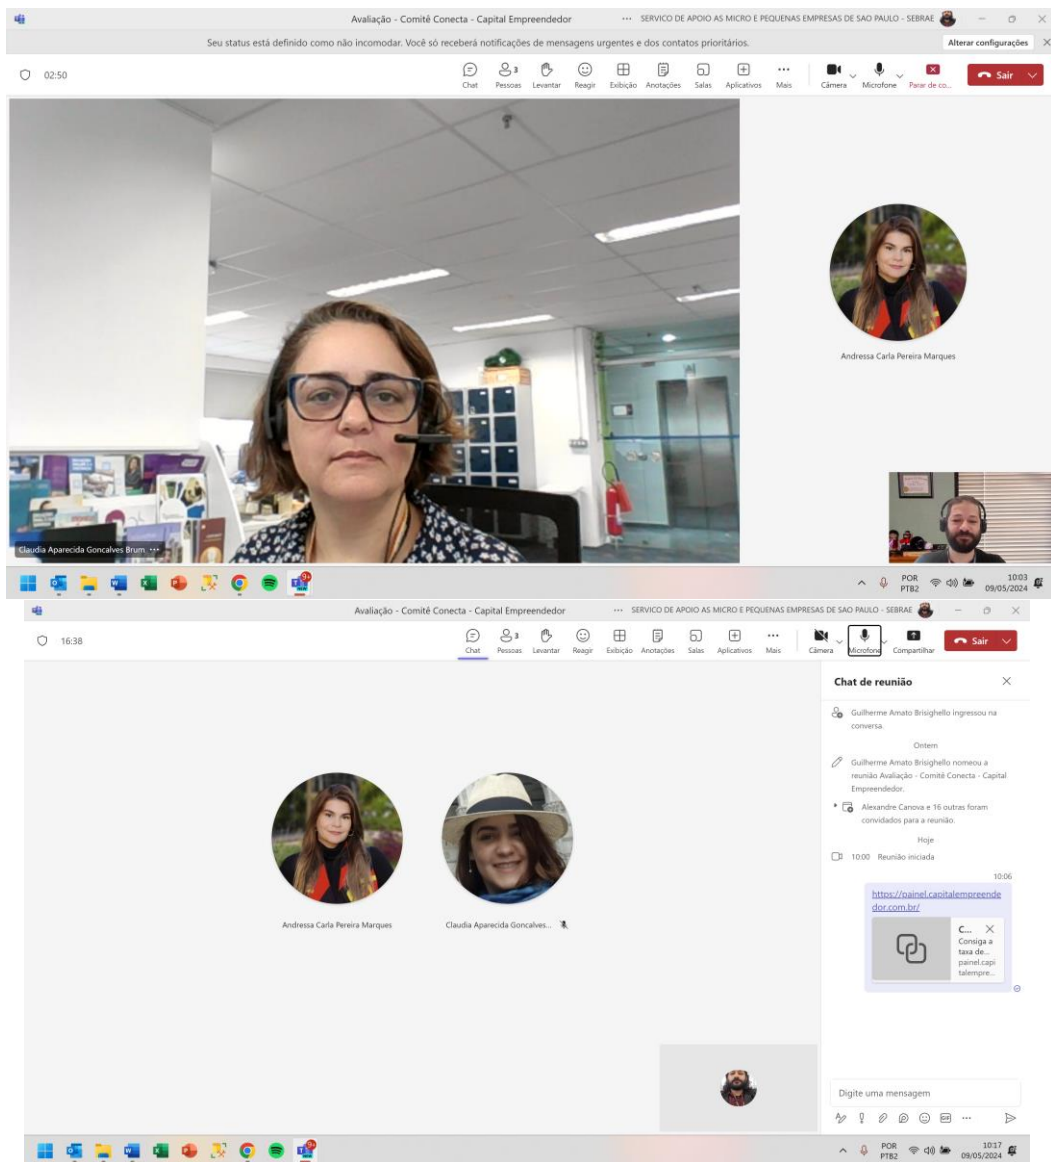 Avaliação - Comitê Conecta - Capital Empreendedor
··· SERVICO DE APOIO AS MICRO E PEQUENAS EMPRESAS DE SAO PAULO - SEBRAE
Seu status está definido como não incomodar. Você só receberá notificações de mensagens urgentes e dos contatos prioritários.
Alterar configurações
02:50
3
Chat Pessoas Levantar Reagir Exibição Anotações Salas Aplicativos Mais Câmera Microfone Parar de co... Sair
Andressa Carla Pereira Marques
Claudia Aparecida Goncalves Brum ···
9+
POR
PTB2
10:03
09/05/2024
Avaliação - Comitê Conecta - Capital Empreendedor
··· SERVICO DE APOIO AS MICRO E PEQUENAS EMPRESAS DE SAO PAULO - SEBRAE
16:38
3
Chat Pessoas Levantar Reagir Exibição Anotações Salas Aplicativos Mais Câmera Microfone Compartilhar Sair
Andressa Carla Pereira Marques
Claudia Aparecida Goncalves...
Chat de reunião
Guilherme Amato Brisighello ingressou na
conversa.
Ontem
Guilherme Amato Brisighello nomeou a
reunião Avaliação - Comitê Conecta - Capital
Empreendedor.
Alexandre Canova e 16 outras foram
convidados para a reunião.
Hoje
10:00 Reunião iniciada
10:06
https://painel.capitalempreende
dor.com.br/
C...
Consiga a
taxa de...
painel.capi
talempre...
Digite uma mensagem
GIF
···
9+
POR
PTB2
10:17
09/05/2024